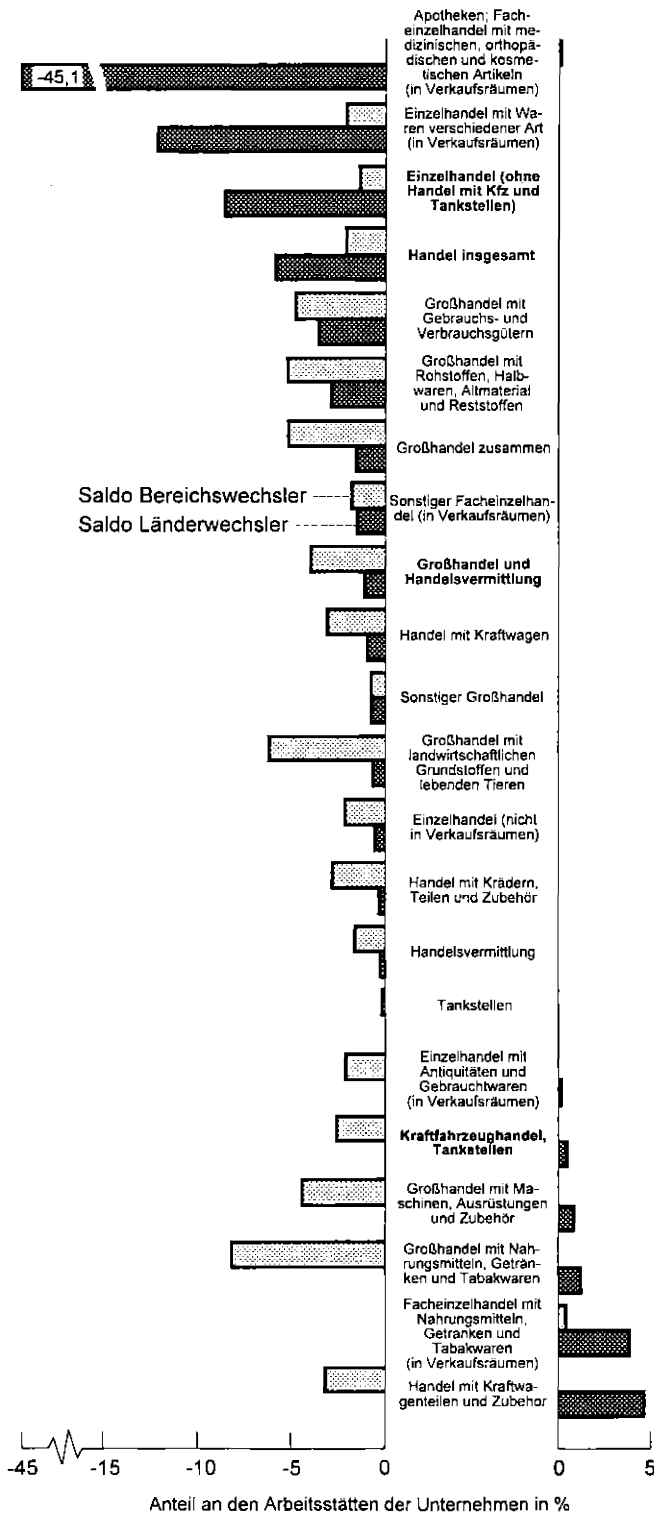 Apotheken; Fach-
einzelhandel mit me-
dizinischen, orthopä-
dischen und kosme-
tischen Artikeln
(in Verkaufsräumen)
-45,1
Einzelhandel mit Wa-
ren verschiedener Art
(in Verkaufsräumen)
Einzelhandel (ohne
Handel mit Kfz und
Tankstellen)
Handel insgesamt
Großhandel mit
Gebrauchs- und
Verbrauchsgütern
Großhandel mit
Rohstoffen, Halb-
waren, Altmaterial
und Reststoffen
Großhandel zusammen
Saldo Bereichswechsler
Saldo Länderwechsler
Sonstiger Facheinzelhan-
del (in Verkaufsräumen)
Großhandel und
Handelsvermittlung
Handel mit Kraftwagen
Sonstiger Großhandel
Großhandel mit
landwirtschaftlichen
Grundstoffen und
lebenden Tieren
Einzelhandel (nicht
in Verkaufsräumen)
Handel mit Krädern,
Teilen und Zubehör
Handelsvermittlung
Tankstellen
Einzelhandel mit
Antiquitäten und
Gebrauchtwaren
(in Verkaufsräumen)
Kraftfahrzeughandel,
Tankstellen
Großhandel mit Ma-
schinen, Ausrüstungen
und Zubehör
Großhandel mit Nah-
rungsmitteln, Geträn-
ken und Tabakwaren
Facheinzelhandel mit
Nahrungsmitteln,
Getranken und
Tabakwaren
(in Verkaufsräumen)
Handel mit Kraftwa-
genteilen und Zubehor
-45 -15 -10 -5 0 0 5
Anteil an den Arbeitsstätten der Unternehmen in %